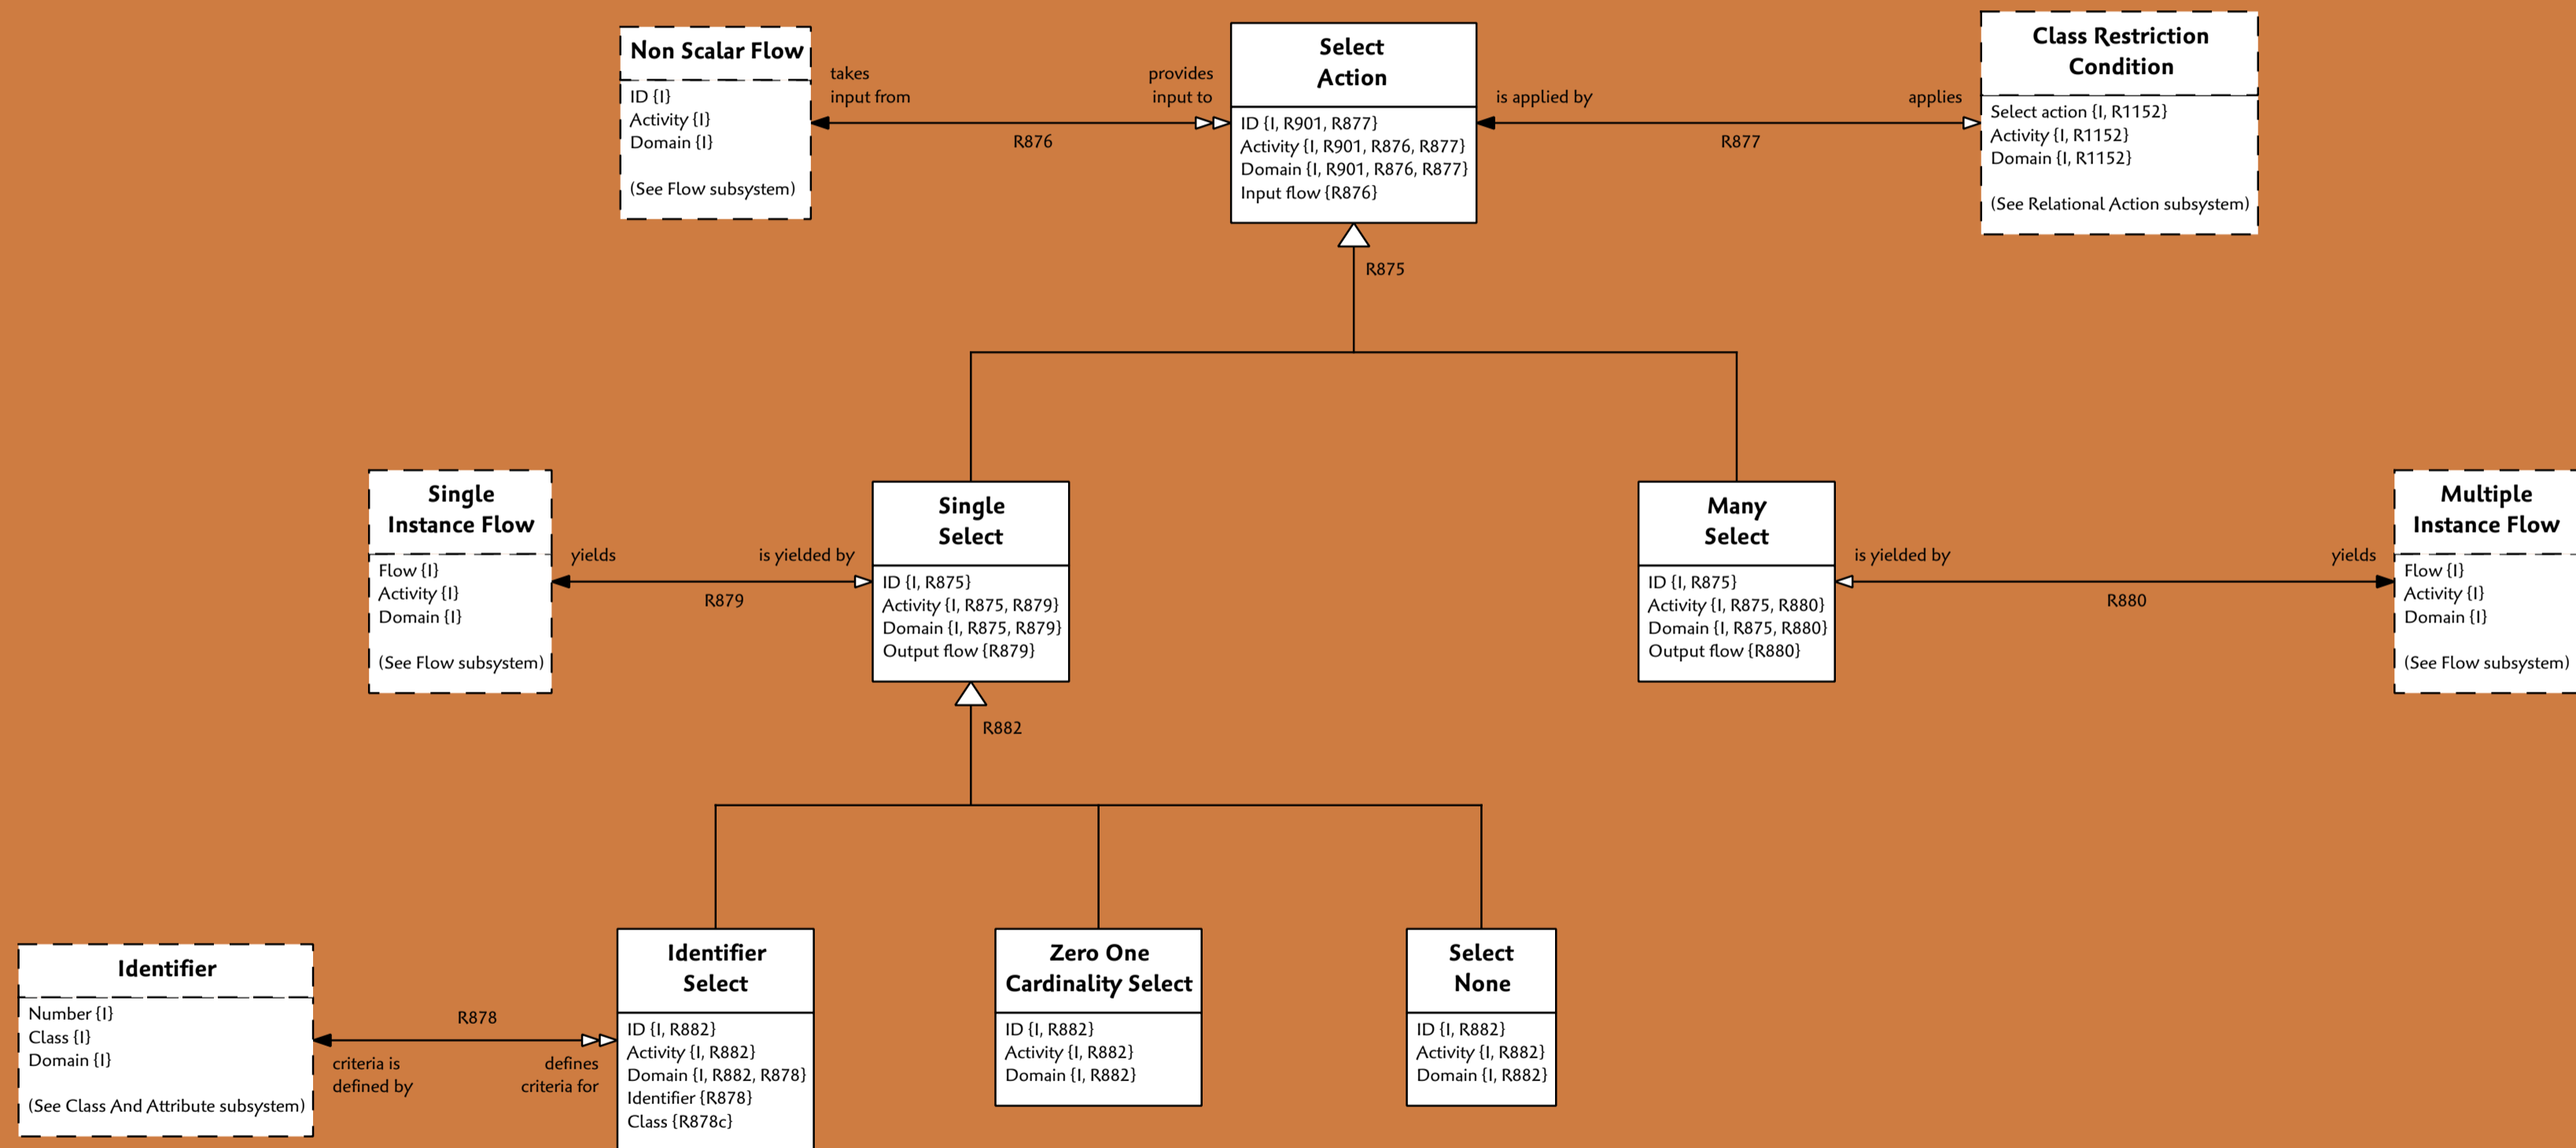 Non Scalar Flow
ID {I}
Activity {I}
Domain {I}
(See Flow subsystem)
takes
input from
provides
input to
R876
Select
Action
ID {I, R901, R877}
Activity {I, R901, R876, R877}
Domain {I, R901, R876, R877}
Input flow {R876}
is applied by
applies
R877
Class Restriction
Condition
Select action {I, R1152}
Activity {I, R1152}
Domain {I, R1152}
(See Relational Action subsystem)
R875
Single
Instance Flow
Flow {I}
Activity {I}
Domain {I}
(See Flow subsystem)
yields
is yielded by
R879
Single
Select
ID {I, R875}
Activity {I, R875, R879}
Domain {I, R875, R879}
Output flow {R879}
Many
Select
ID {I, R875}
Activity {I, R875, R880}
Domain {I, R875, R880}
Output flow {R880}
is yielded by
yields
R880
Multiple
Instance Flow
Flow {I}
Activity {I}
Domain {I}
(See Flow subsystem)
R882
Identifier
Number {I}
Class {I}
Domain {I}
(See Class And Attribute subsystem)
R878
criteria is
defined by
defines
criteria for
Identifier
Select
ID {I, R882}
Activity {I, R882}
Domain {I, R882, R878}
Identifier {R878}
Class {R878c}
Zero One
Cardinality Select
ID {I, R882}
Activity {I, R882}
Domain {I, R882}
Select
None
ID {I, R882}
Activity {I, R882}
Domain {I, R882}